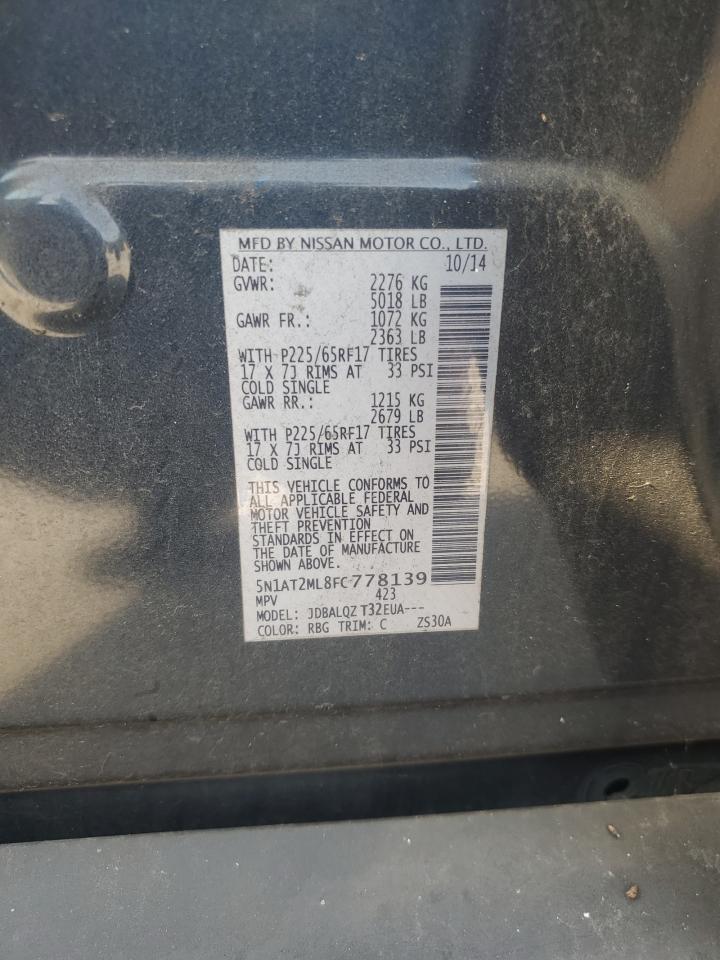 MFD BY NISSAN MOTOR CO., LTD.
DATE: 10/14
GVWR: 2276 KG
5018 LB
GAWR FR.: 1072 KG
2363 LB
WITH P225/65RF17 TIRES
17 X 7J RIMS AT 33 PSI
COLD SINGLE
GAWR RR.: 1215 KG
2679 LB
WITH P225/65RF17 TIRES
17 X 7J RIMS AT 33 PSI
COLD SINGLE
THIS VEHICLE CONFORMS TO
ALL APPLICABLE FEDERAL
MOTOR VEHICLE SAFETY AND
THEFT PREVENTION
STANDARDS IN EFFECT ON
THE DATE OF MANUFACTURE
SHOWN ABOVE.
5N1AT2ML8FC778139
MPV 423
MODEL: JDBALQZ T32EUA---
COLOR: RBG TRIM: C ZS30A